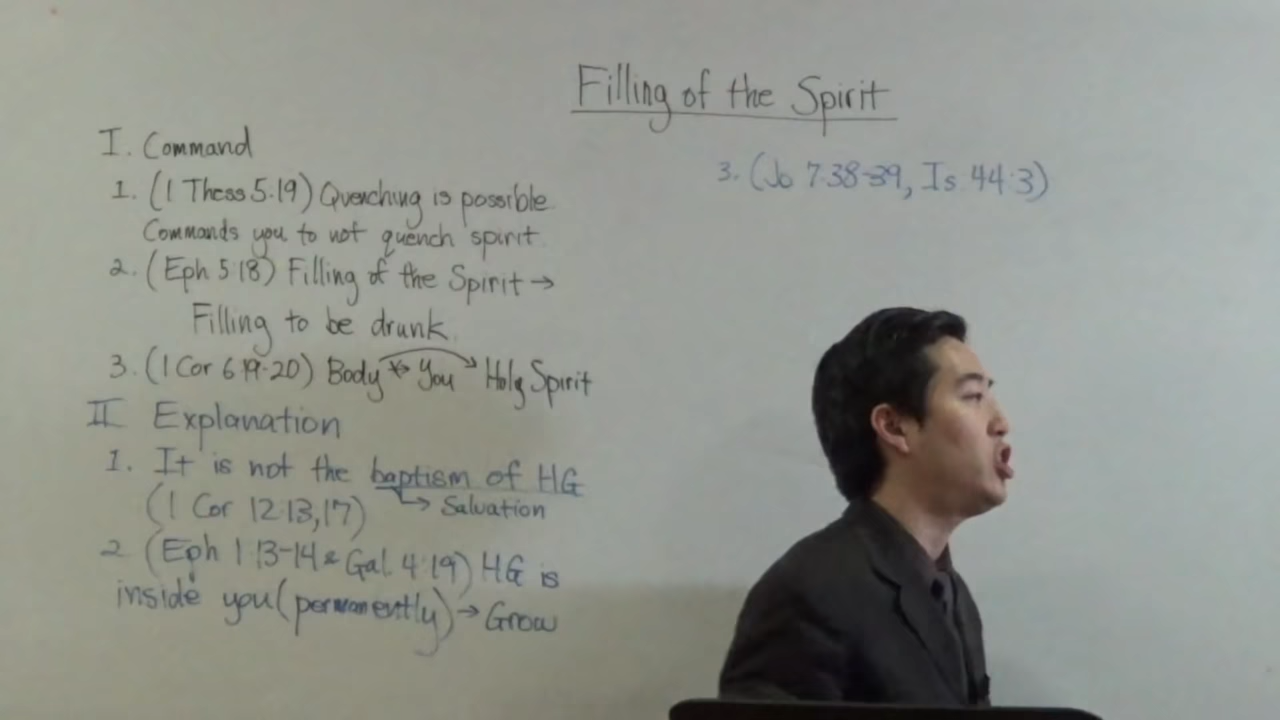 Filling of the Spirit
I. Command
1. (1 Thess 5:19) Quenching is possible
Commands you to not quench spirit.
2. (Eph 5:18) Filling of the Spirit →
Filling to be drunk.
3. (1 Cor 6:19-20) Body You Holy Spirit
II Explanation
1. It is not the baptism of HG
(1 Cor 12:13,17) → Salvation
2 (Eph 1:13-14 & Gal. 4:19) HG is
inside you (permanently) → Grow
3. (Jo 7:38-39, Is 44:3)